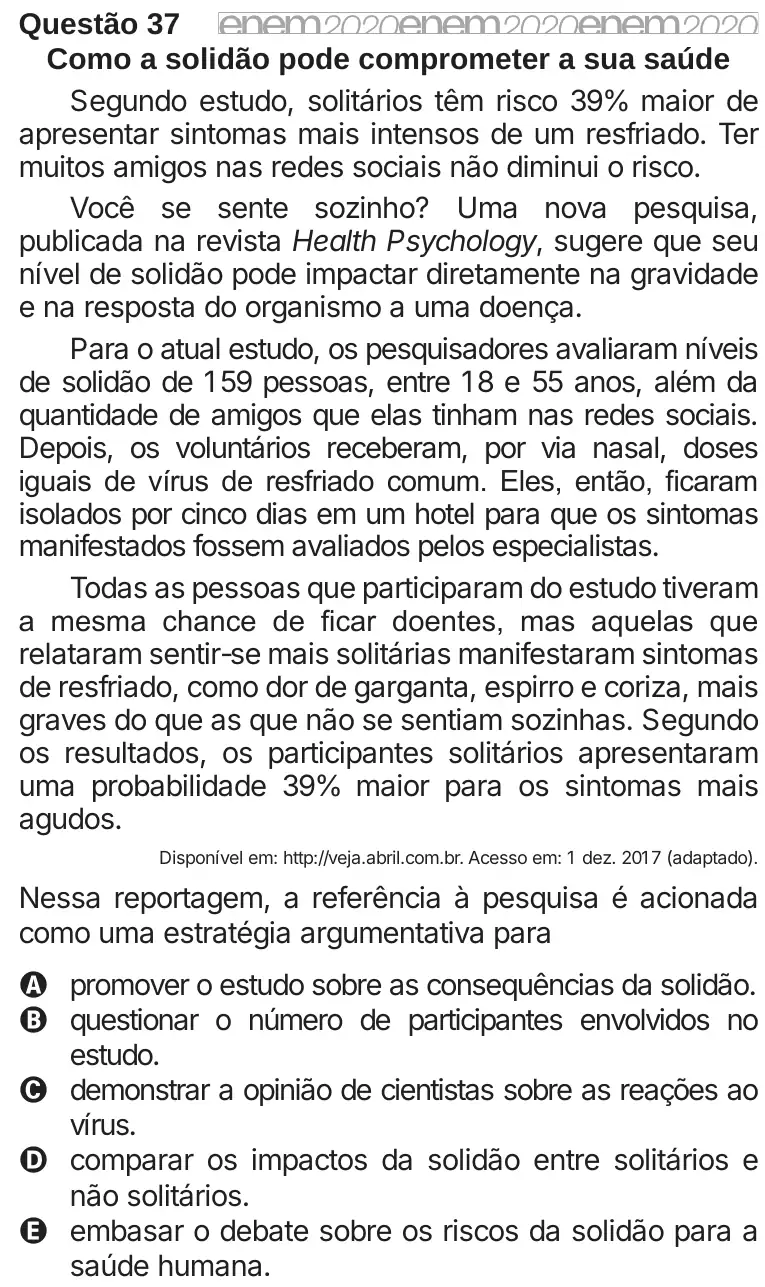 Questão 37 enem2020enem2020enem2020
Como a solidão pode comprometer a sua saúde
Segundo estudo, solitários têm risco 39% maior de
apresentar sintomas mais intensos de um resfriado. Ter
muitos amigos nas redes sociais não diminui o risco.
Você se sente sozinho? Uma nova pesquisa,
publicada na revista Health Psychology, sugere que seu
nível de solidão pode impactar diretamente na gravidade
e na resposta do organismo a uma doença.
Para o atual estudo, os pesquisadores avaliaram níveis
de solidão de 159 pessoas, entre 18 e 55 anos, além da
quantidade de amigos que elas tinham nas redes sociais.
Depois, os voluntários receberam, por via nasal, doses
iguais de vírus de resfriado comum. Eles, então, ficaram
isolados por cinco dias em um hotel para que os sintomas
manifestados fossem avaliados pelos especialistas.
Todas as pessoas que participaram do estudo tiveram
a mesma chance de ficar doentes, mas aquelas que
relataram sentir-se mais solitárias manifestaram sintomas
de resfriado, como dor de garganta, espirro e coriza, mais
graves do que as que não se sentiam sozinhas. Segundo
os resultados, os participantes solitários apresentaram
uma probabilidade 39% maior para os sintomas mais
agudos.
Disponível em: http://veja.abril.com.br. Acesso em: 1 dez. 2017 (adaptado).
Nessa reportagem, a referência à pesquisa é acionada
como uma estratégia argumentativa para
A promover o estudo sobre as consequências da solidão.
B questionar o número de participantes envolvidos no
estudo.
C demonstrar a opinião de cientistas sobre as reações ao
vírus.
D comparar os impactos da solidão entre solitários e
não solitários.
E embasar o debate sobre os riscos da solidão para a
saúde humana.